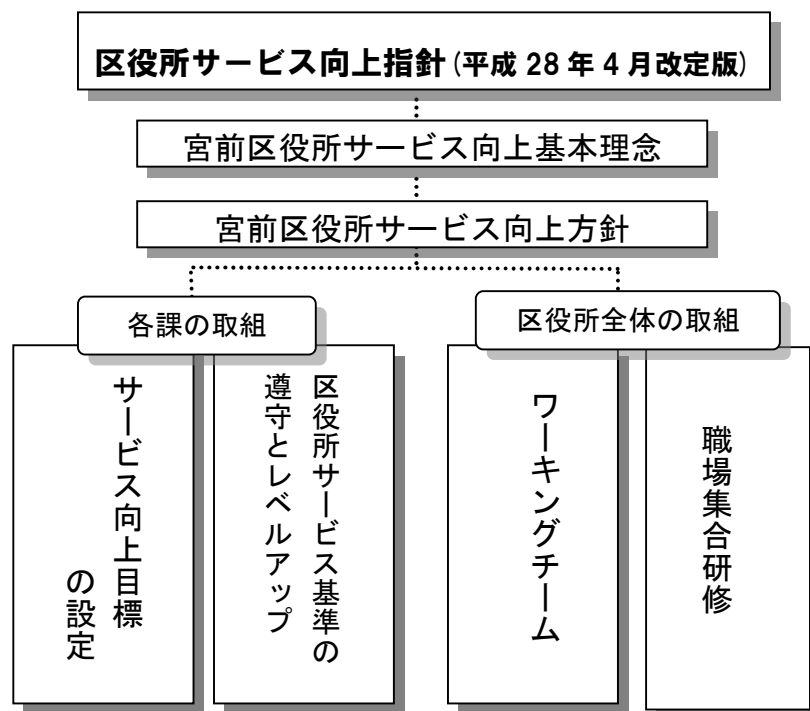 区役所サービス向上指針(平成 28 年 4 月改定版)
宮前区役所サービス向上基本理念
宮前区役所サービス向上方針
各課の取組
サービス向上目標
の設定
区役所サービス基準の
遵守とレベルアップ
区役所全体の取組
ワーキングチーム
職場集合研修